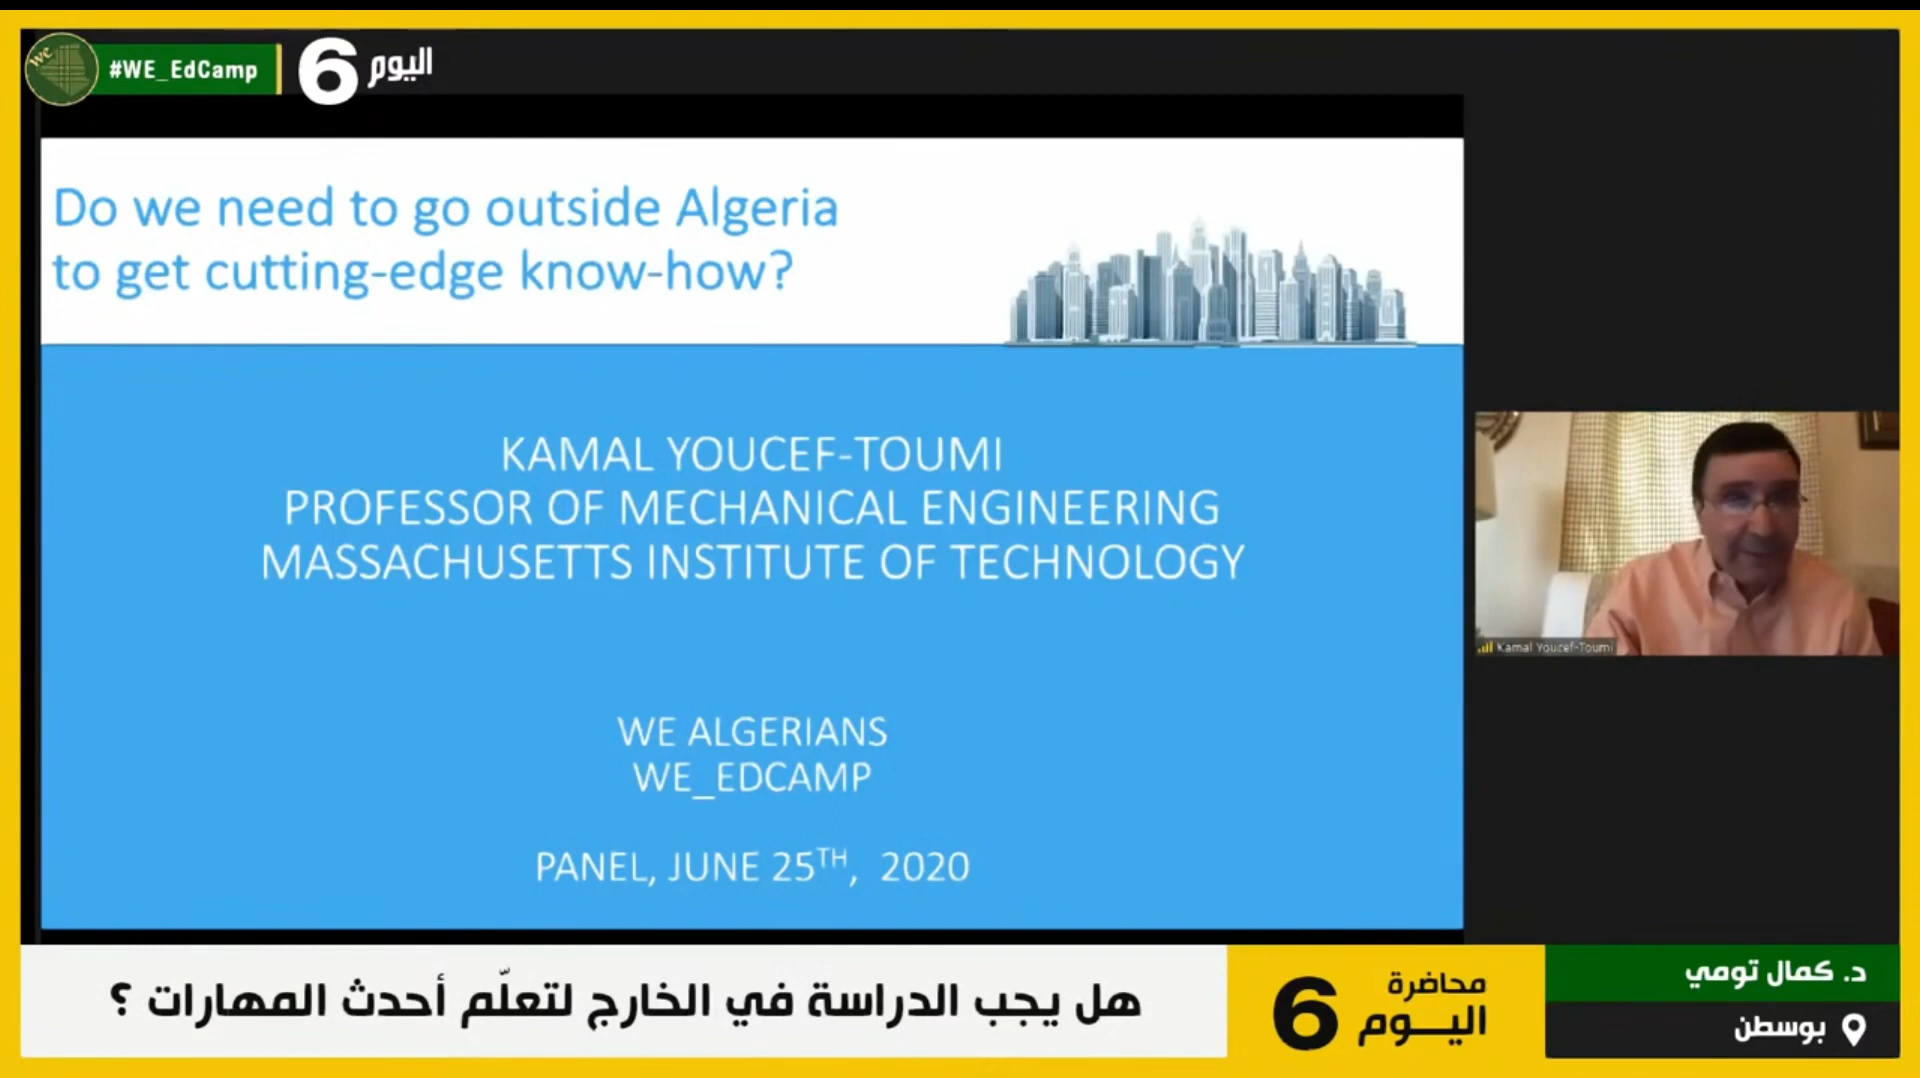 we
#WE_EdCamp
اليوم 6
Do we need to go outside Algeria
to get cutting-edge know-how?
KAMAL YOUCEF-TOUMI
PROFESSOR OF MECHANICAL ENGINEERING
MASSACHUSETTS INSTITUTE OF TECHNOLOGY
WE ALGERIANS
WE_EDCAMP
PANEL, JUNE 25TH, 2020
Kamal Youcef-Toumi
هل يجب الدراسة في الخارج لتعلّم أحدث المهارات ؟
محاضرة
اليوم 6
د. كمال تومي
بوسطن